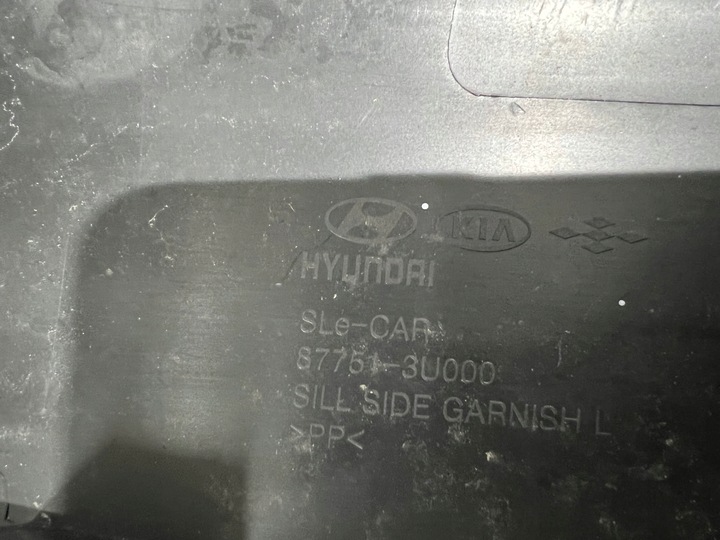 KIA
HYUNDAI
SLe-CAR
87751-3U000
SILL SIDE GARNISH L
>PP<